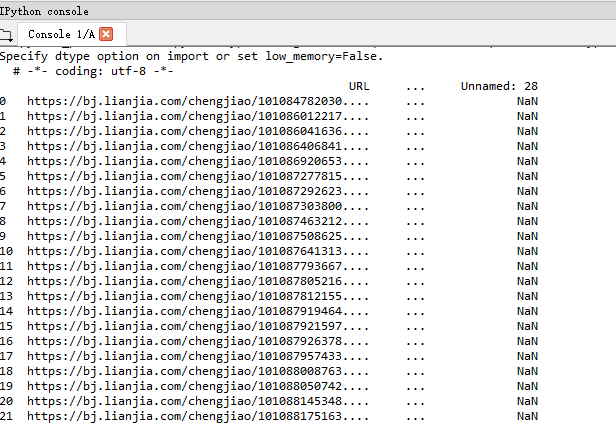 IPython console
Console 1/A
Specify dtype option on import or set low_memory=False.
# -*- coding: utf-8 -*-
URL ... Unnamed: 28
0 https://bj.lianjia.com/chengjiao/101084782030.... ... NaN
1 https://bj.lianjia.com/chengjiao/101086012217.... ... NaN
2 https://bj.lianjia.com/chengjiao/101086041636.... ... NaN
3 https://bj.lianjia.com/chengjiao/101086406841.... ... NaN
4 https://bj.lianjia.com/chengjiao/101086920653.... ... NaN
5 https://bj.lianjia.com/chengjiao/101087277815.... ... NaN
6 https://bj.lianjia.com/chengjiao/101087292623.... ... NaN
7 https://bj.lianjia.com/chengjiao/101087303800.... ... NaN
8 https://bj.lianjia.com/chengjiao/101087463212.... ... NaN
9 https://bj.lianjia.com/chengjiao/101087508625.... ... NaN
10 https://bj.lianjia.com/chengjiao/101087641313.... ... NaN
11 https://bj.lianjia.com/chengjiao/101087793667.... ... NaN
12 https://bj.lianjia.com/chengjiao/101087805216.... ... NaN
13 https://bj.lianjia.com/chengjiao/101087812155.... ... NaN
14 https://bj.lianjia.com/chengjiao/101087919464.... ... NaN
15 https://bj.lianjia.com/chengjiao/101087921597.... ... NaN
16 https://bj.lianjia.com/chengjiao/101087926378.... ... NaN
17 https://bj.lianjia.com/chengjiao/101087957433.... ... NaN
18 https://bj.lianjia.com/chengjiao/101088008763.... ... NaN
19 https://bj.lianjia.com/chengjiao/101088050742.... ... NaN
20 https://bj.lianjia.com/chengjiao/101088145348.... ... NaN
21 https://bj.lianjia.com/chengjiao/101088175163.... ... NaN